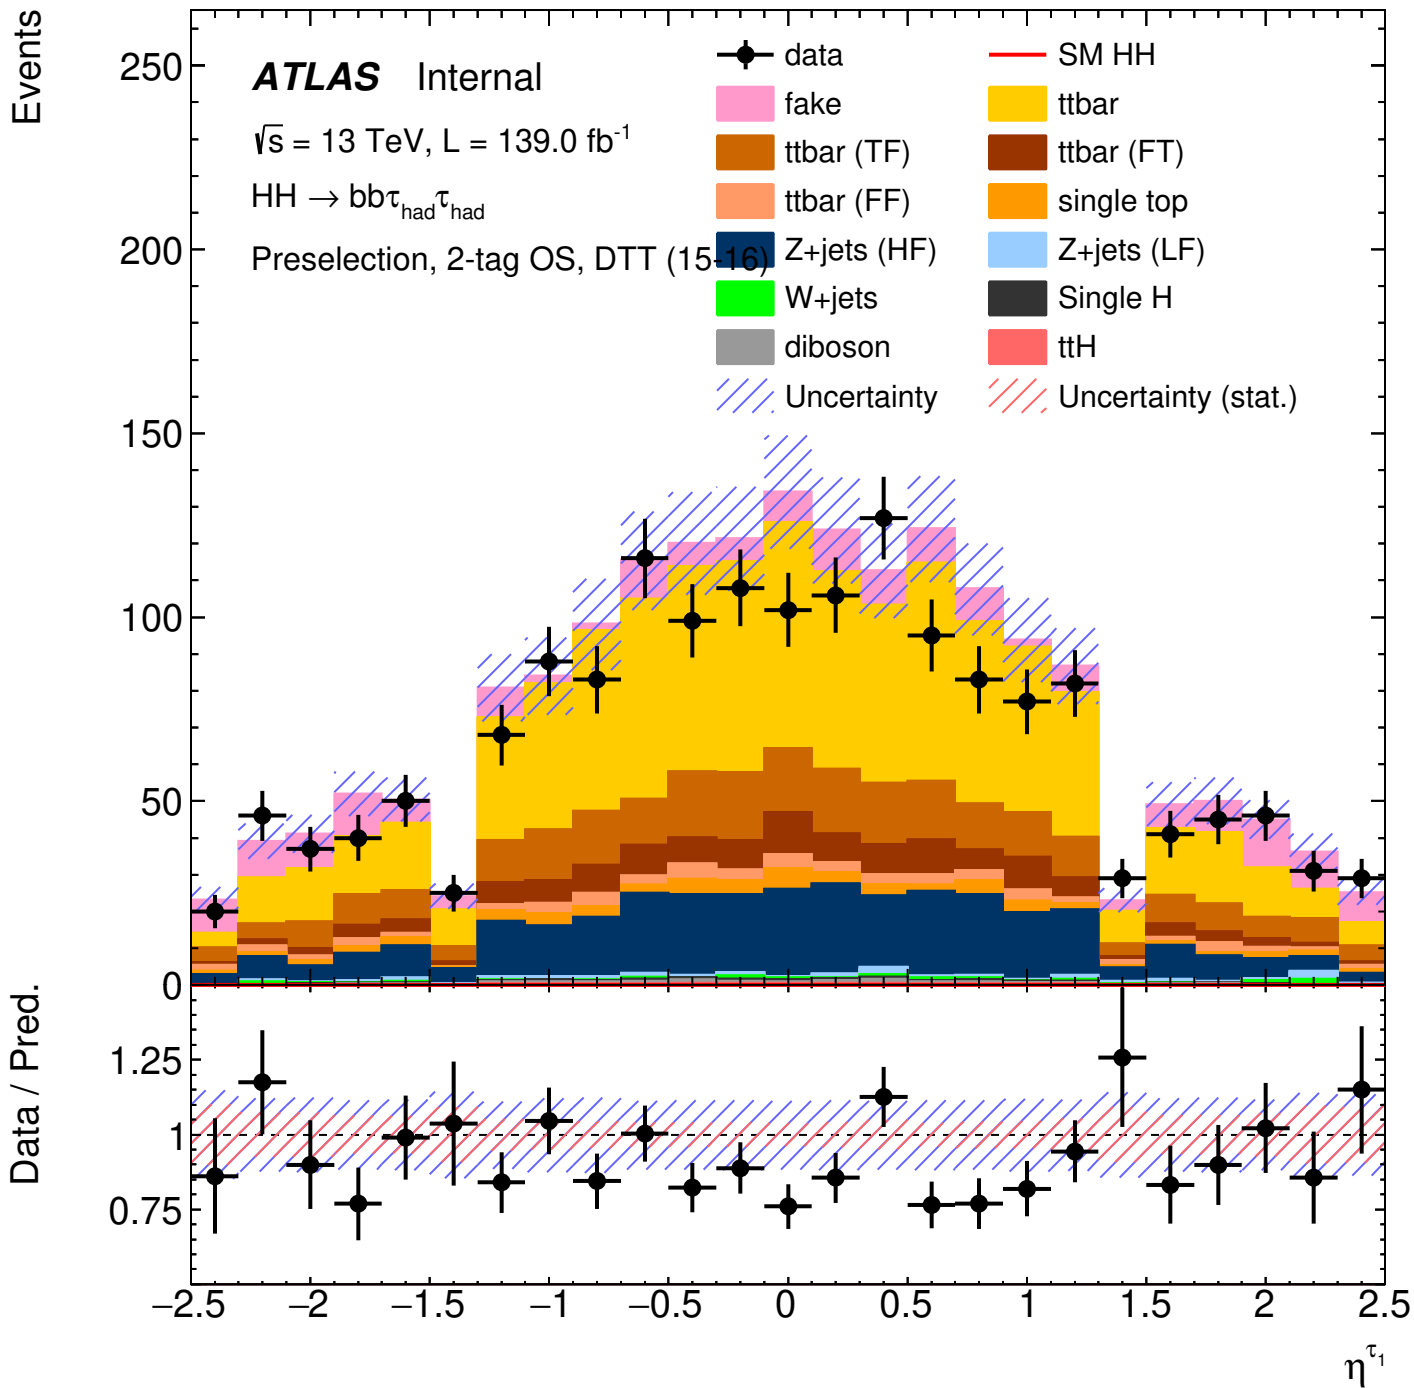 Events
250
200
150
100
50
0
ATLAS Internal
√s = 13 TeV, L = 139.0 fb⁻¹
HH → bbτ_had τ_had
Preselection, 2-tag OS, DTT (15-16)
data
SM HH
fake
ttbar
ttbar (TF)
ttbar (FT)
ttbar (FF)
single top
Z+jets (HF)
Z+jets (LF)
W+jets
Single H
diboson
ttH
Uncertainty
Uncertainty (stat.)
Data / Pred.
1.25
1
0.75
−2.5 −2 −1.5 −1 −0.5 0 0.5 1 1.5 2 2.5
η^τ₁